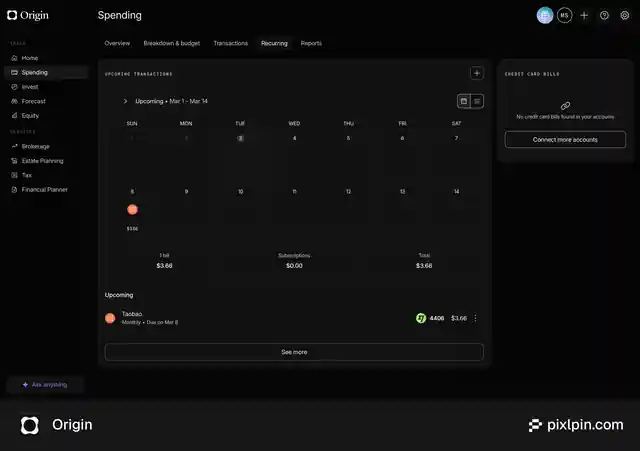 Origin
Spending
MS
Overview
Breakdown & budget
Transactions
Recurring
Reports
Home
Spending
Invest
Forecast
Equity
Brokerage
Estate Planning
Tax
Financial Planner
UPCOMING TRANSACTIONS
Upcoming • Mar 1 - Mar 14
SUN MON TUE WED THU FRI SAT
3 4 5 6 7
8 9 10 11 12 13 14
$3.66
1 bill Subscriptions Total
$3.66 $0.00 $3.66
Upcoming
Taobao
Monthly • Due on Mar 8
4406 $3.66
See more
CREDIT CARD BILLS
No credit card bills found in your accounts
Connect more accounts
Ask anything
Origin
pixlpin.com